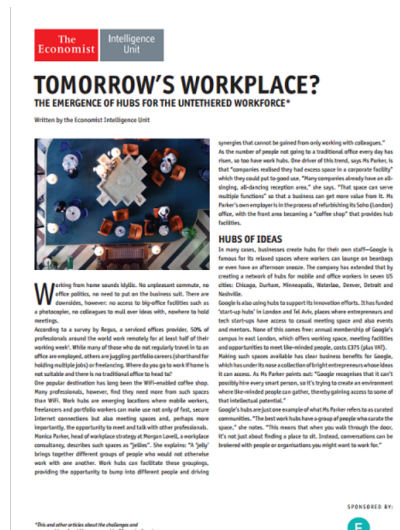 The
Economist
Intelligence
Unit
TOMORROW'S WORKPLACE?
THE EMERGENCE OF HUBS FOR THE UNTETHERED WORKFORCE*
Written by the Economist Intelligence Unit
Working from home sounds idyllic. No unpleasant commute, no
office politics, no need to put on the business suit. There are
downsides, however: no access to big-office facilities such as
a photocopier, no colleagues to mull over ideas with, nowhere to hold
meetings.
According to a survey by Regus, a serviced offices provider, 50% of
professionals around the world work remotely for at least half of their
working week¹. While many of those who do not regularly travel in to an
office are employed, others are juggling portfolio careers (shorthand for
holding multiple jobs) or freelancing. Where do you go to work if home is
not suitable and there is no traditional office to head to?
One popular destination has long been the WiFi-enabled coffee shop.
Many professionals, however, find they need more from such spaces
than WiFi. Work hubs are emerging locations where mobile workers,
freelancers and portfolio workers can make use not only of fast, secure
Internet connections but also meeting spaces and, perhaps more
importantly, the opportunity to meet and talk with other professionals.
Monica Parker, head of workplace strategy at Morgan Lovell, a workplace
consultancy, describes such spaces as "jellies". She explains: "A 'jelly'
brings together different groups of people who would not otherwise
work with one another. Work hubs can facilitate these groupings,
providing the opportunity to bump into different people and driving
synergies that cannot be gained from only working with colleagues."
As the number of people not going to a traditional office every day has
risen, so too have work hubs. One driver of this trend, says Ms Parker, is
that "companies realised they had excess space in a corporate facility"
which they could put to good use. "Many companies already have an all-
singing, all-dancing reception area," she says. "That space can serve
multiple functions" so that a business can get more value from it. Ms
Parker's own employer is in the process of refurbishing its Soho (London)
office, with the front area becoming a "coffee shop" that provides hub
facilities.
HUBS OF IDEAS
In many cases, businesses create hubs for their own staff—Google is
famous for its relaxed spaces where workers can lounge on beanbags
or even have an afternoon snooze. The company has extended that by
creating a network of hubs for mobile and office workers in seven US
cities: Chicago, Durham, Minneapolis, Waterloo, Denver, Detroit and
Nashville.
Google is also using hubs to support its innovation efforts. It has funded
'start-up hubs' in London and Tel Aviv, places where entrepreneurs and
tech start-ups have access to casual meeting space and also events
and mentors. None of this comes free: annual membership of Google's
campus in east London, which offers working space, meeting facilities
and opportunities to meet like-minded people, costs £375 (plus VAT).
Making such spaces available has clear business benefits for Google,
which has under its nose a collection of bright entrepreneurs whose ideas
it can access. As Ms Parker points out: "Google recognises that it can't
possibly hire every smart person, so it's trying to create an environment
where like-minded people can gather, thereby gaining access to some of
that intellectual potential."
Google's hubs are just one example of what Ms Parker refers to as curated
communities. "The best work hubs have a group of people who curate the
space," she notes. "This means that when you walk through the door,
it's not just about finding a place to sit. Instead, conversations can be
brokered with people or organisations you might want to work for."
SPONSORED BY:
*This and other articles about the challenges and